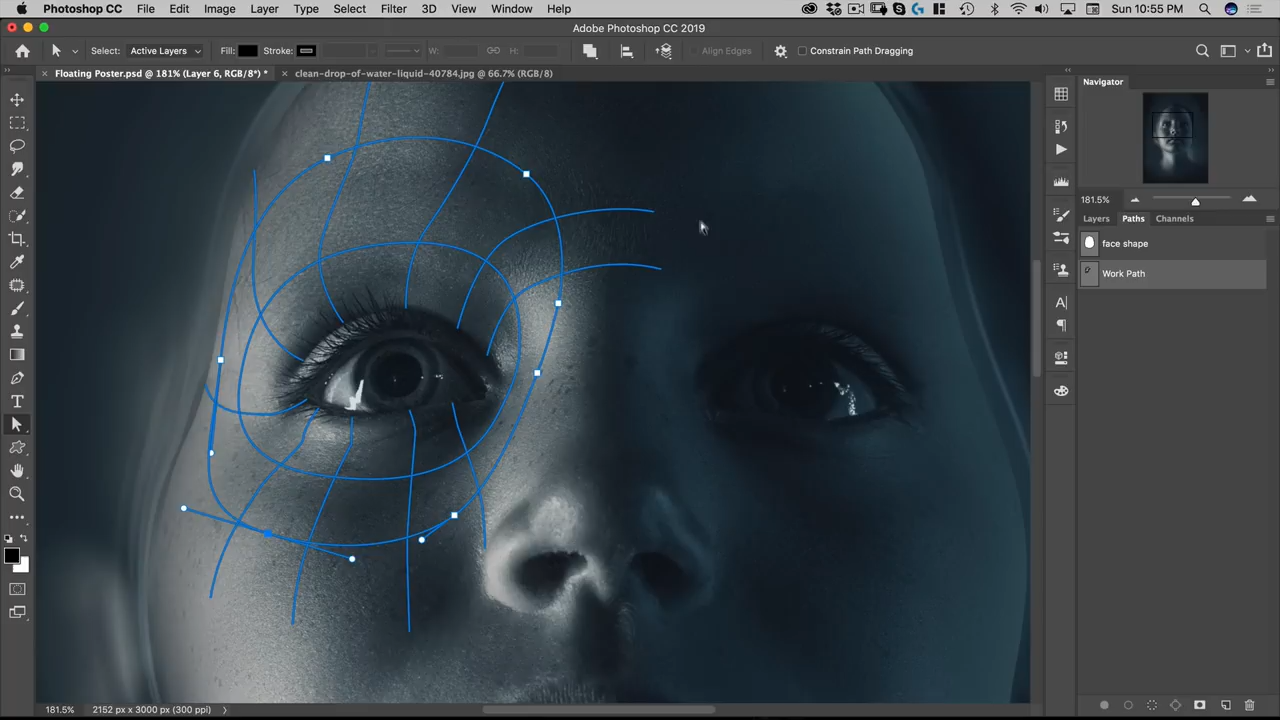 Photoshop CC File Edit Image Layer Type Select Filter 3D View Window Help Sun 10:55 PM
Adobe Photoshop CC 2019
Select: Active Layers Fill: Stroke: W: H: Align Edges Constrain Path Dragging
Floating Poster.psd @ 181% (Layer 6, RGB/8*) * clean-drop-of-water-liquid-40784.jpg @ 66.7% (RGB/8)
Navigator
181.5%
Layers Paths Channels
face shape
Work Path
181.5% 2152 px x 3000 px (300 ppi)